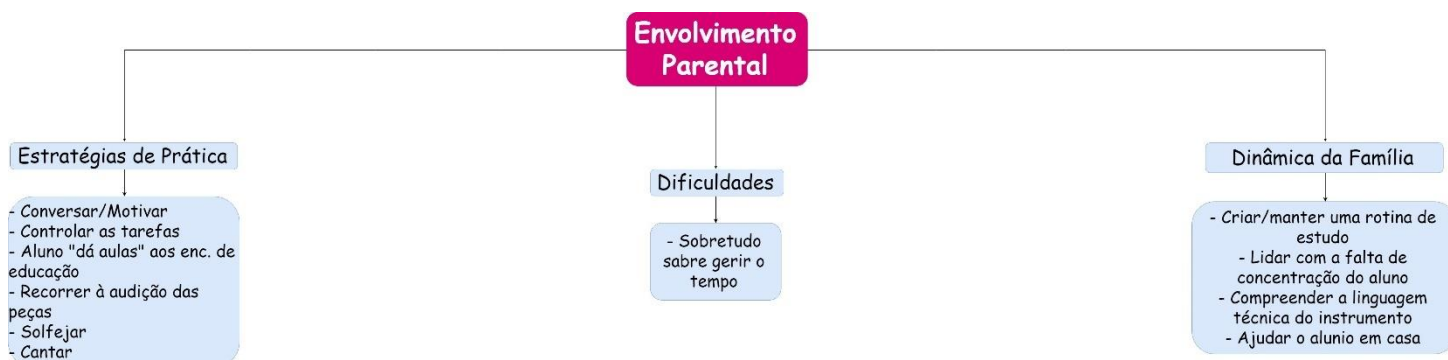 Envolvimento
Parental
Estratégias de Prática
- Conversar/Motivar
- Controlar as tarefas
- Aluno "dá aulas" aos enc. de
educação
- Recorrer à audição das
peças
- Solfejar
- Cantar
Dificuldades
- Sobretudo
sabre gerir o
tempo
Dinâmica da Família
- Criar/manter uma rotina de
estudo
- Lidar com a falta de
concentração do aluno
- Compreender a linguagem
técnica do instrumento
- Ajudar o alunio em casa